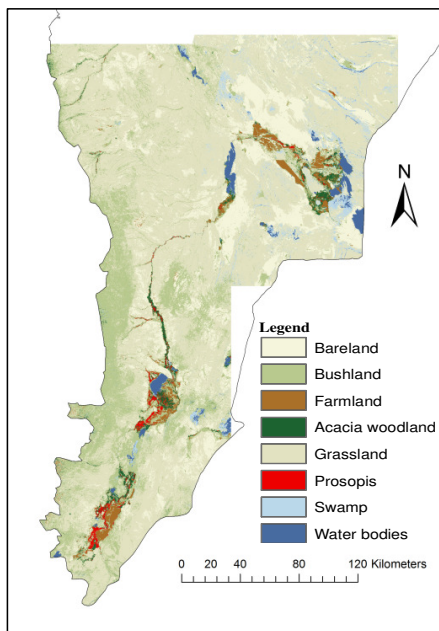 N
Legend
Bareland
Bushland
Farmland
Acacia woodland
Grassland
Prosopis
Swamp
Water bodies
0 20 40 80 120 Kilometers